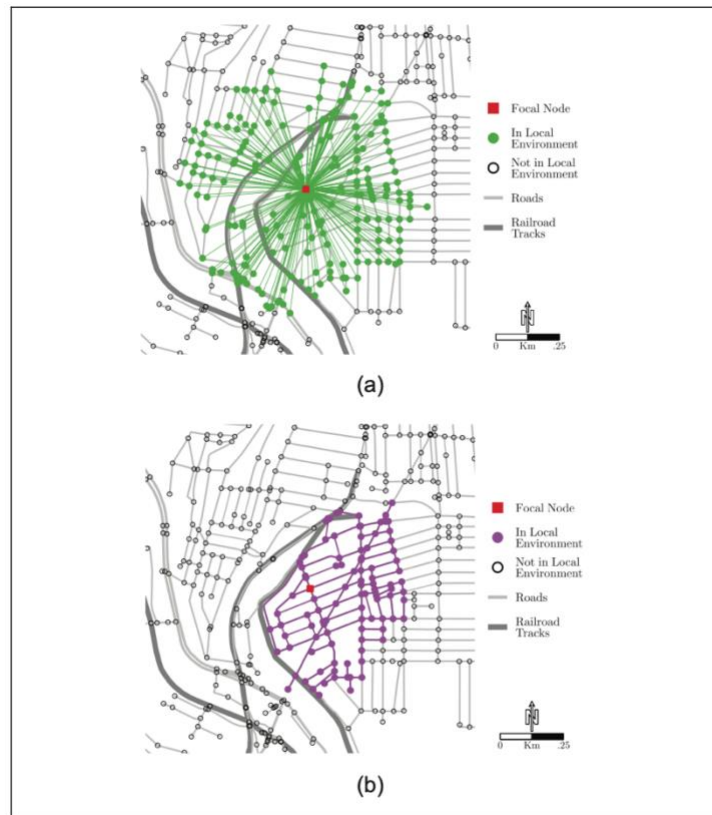 Focal Node
In Local
Environment
Not in Local
Environment
Roads
Railroad
Tracks
N
0 Km .25
(a)
Focal Node
In Local
Environment
Not in Local
Environment
Roads
Railroad
Tracks
N
0 Km .25
(b)